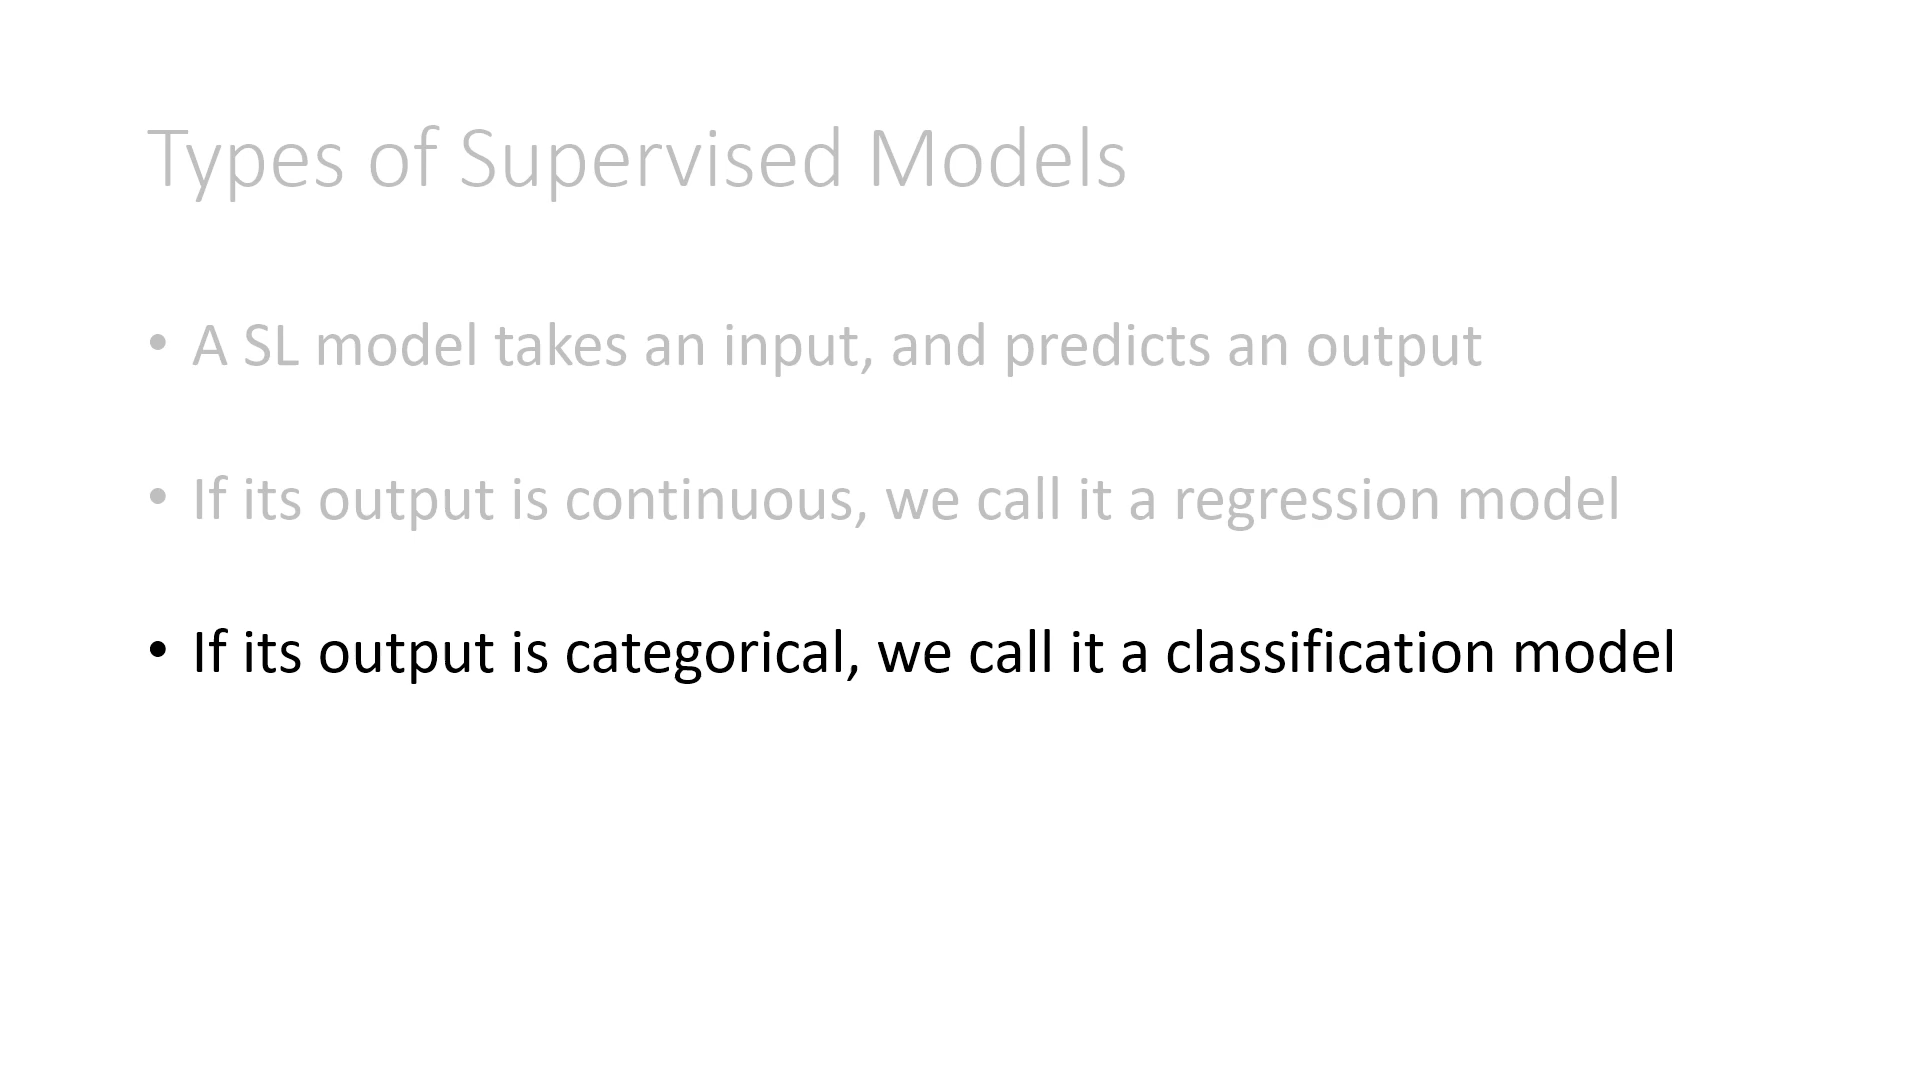 Types of Supervised Models
• A SL model takes an input, and predicts an output
• If its output is continuous, we call it a regression model
• If its output is categorical, we call it a classification model